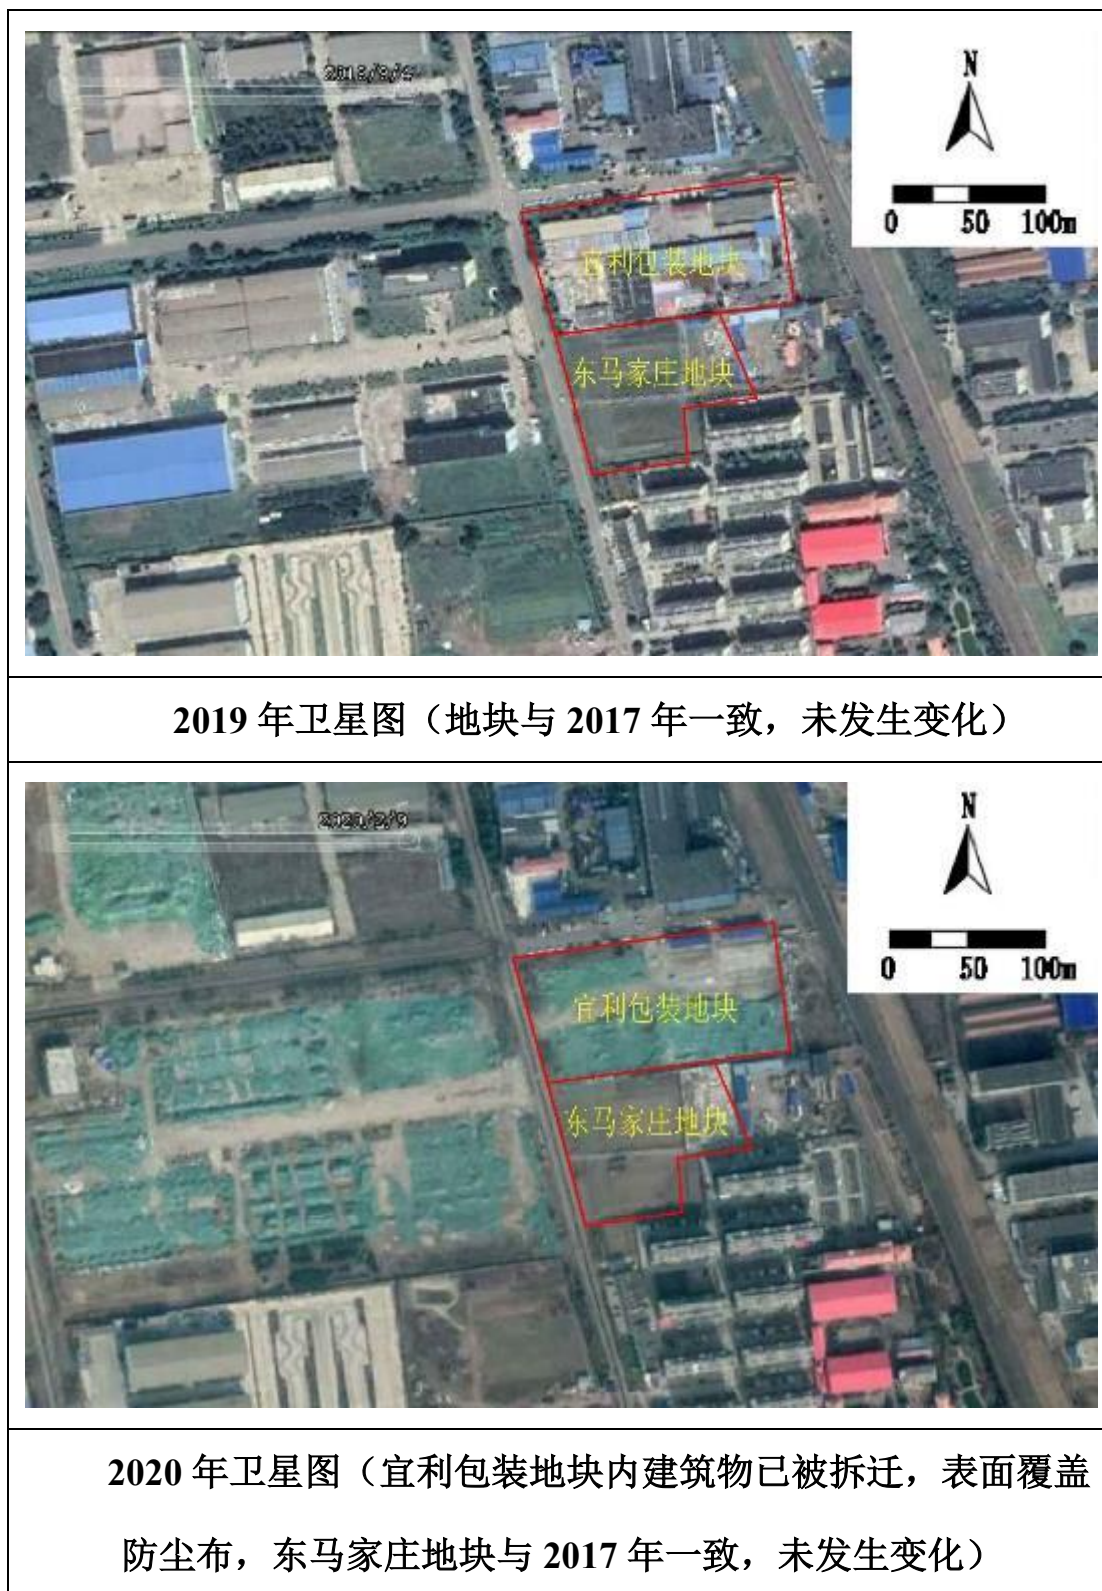 N
0 50 100m
宜利包装地块
东马家庄地块
2019 年卫星图（地块与 2017 年一致，未发生变化）
2020/2/9
N
0 50 100m
宜利包装地块
东马家庄地块
2020 年卫星图（宜利包装地块内建筑物已被拆迁，表面覆盖
防尘布，东马家庄地块与 2017 年一致，未发生变化）